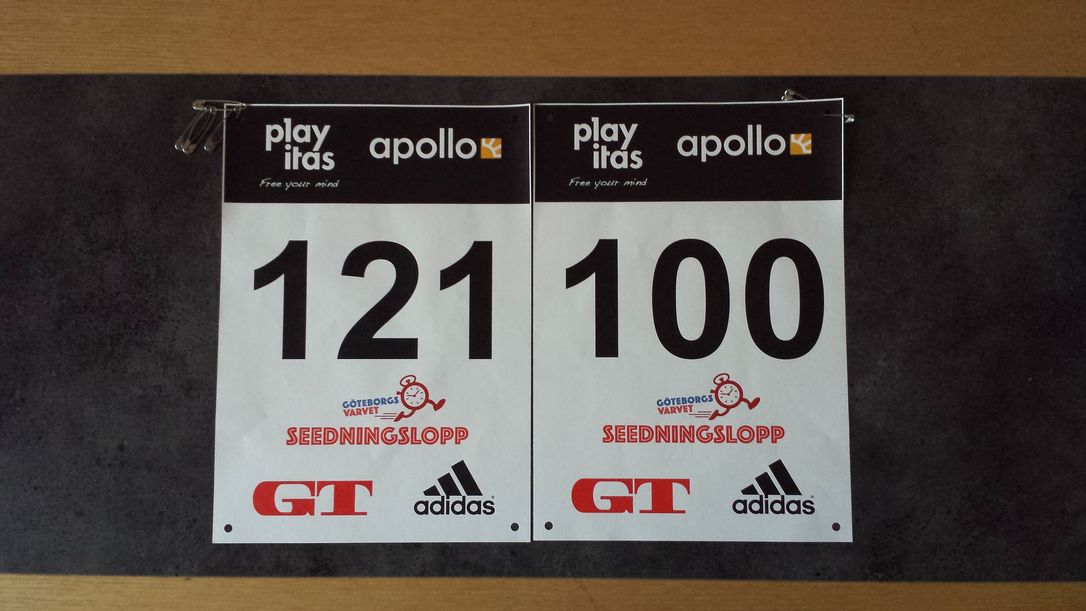 play
itas
Free your mind
apollo
121
GÖTEBORGS
VARVET
SEEDNINGSLOPP
GT
adidas
play
itas
Free your mind
apollo
100
GÖTEBORGS
VARVET
SEEDNINGSLOPP
GT
adidas